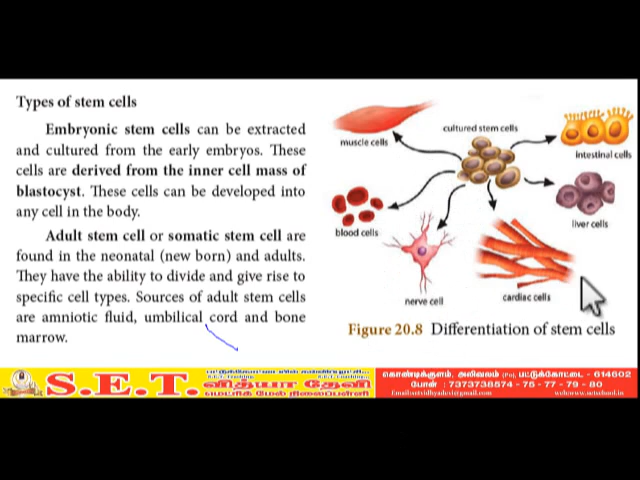 Types of stem cells
Embryonic stem cells can be extracted
and cultured from the early embryos. These
cells are derived from the inner cell mass of
blastocyst. These cells can be developed into
any cell in the body.
Adult stem cell or somatic stem cell are
found in the neonatal (new born) and adults.
They have the ability to divide and give rise to
specific cell types. Sources of adult stem cells
are amniotic fluid, umbilical cord and bone
marrow.
cultured stem cells
muscle cells
intestinal cells
blood cells
liver cells
nerve cell
cardiac cells
Figure 20.8 Differentiation of stem cells
S.E.T.
வித்யா தேவி
மெட்ரிக் மேல் நிலைப்பள்ளி
கொண்டிக்குளம், அலிவலம் (Po), பட்டுக்கோட்டை - 614602
போன் : 7373738874 - 75 - 77 - 79 - 80